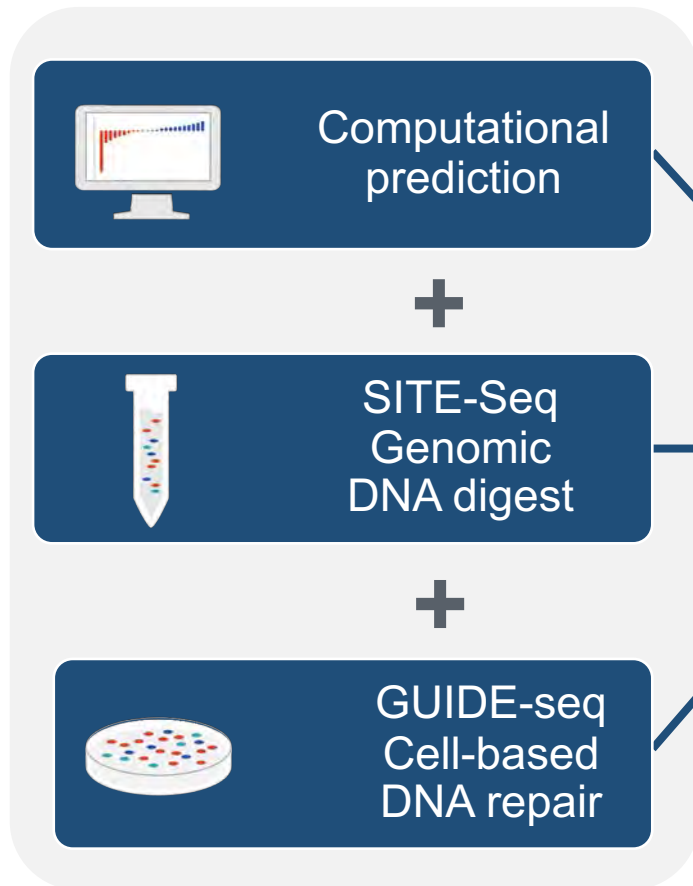 Computational
prediction
+
SITE-Seq
Genomic
DNA digest
+
GUIDE-seq
Cell-based
DNA repair